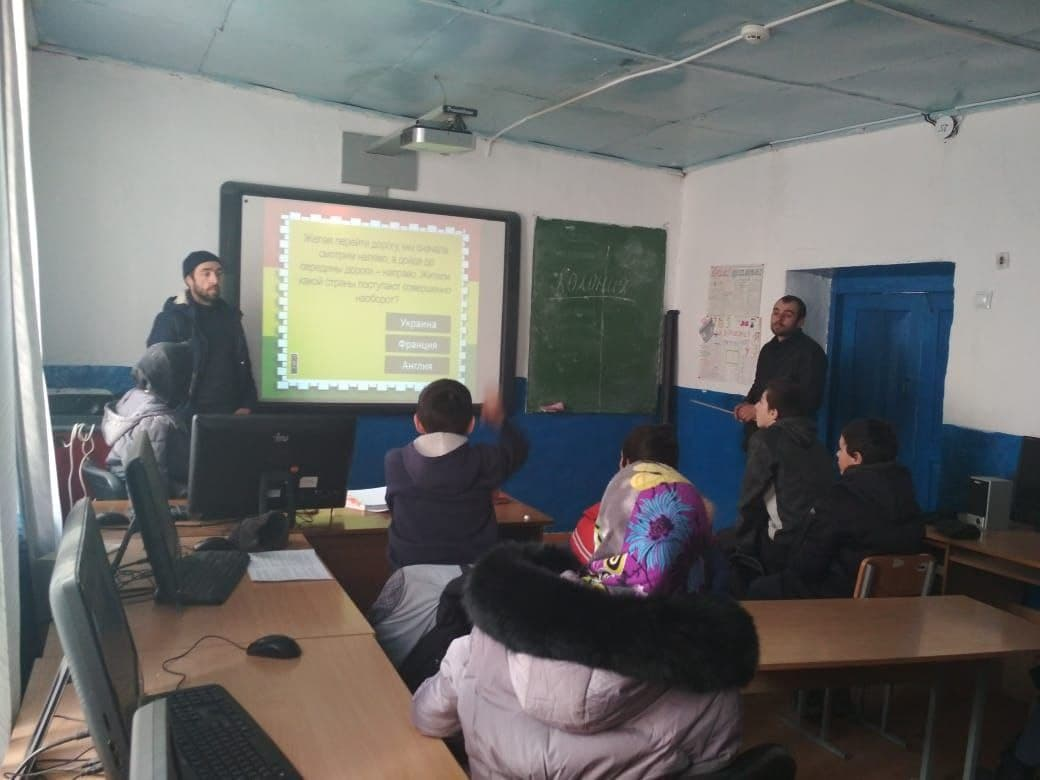 Желая перейти дорогу, мы сначала
смотрим налево, а дойдя до
середины дороги – направо. Жители
какой страны поступают совершенно
наоборот?
Украина
Франция
Англия